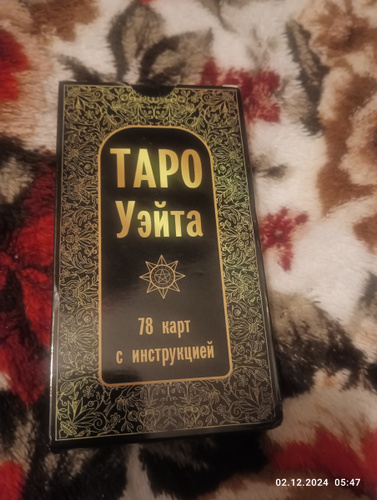 ТАРО
Уэйта
78 карт
с инструкцией
02.12.2024 05:47